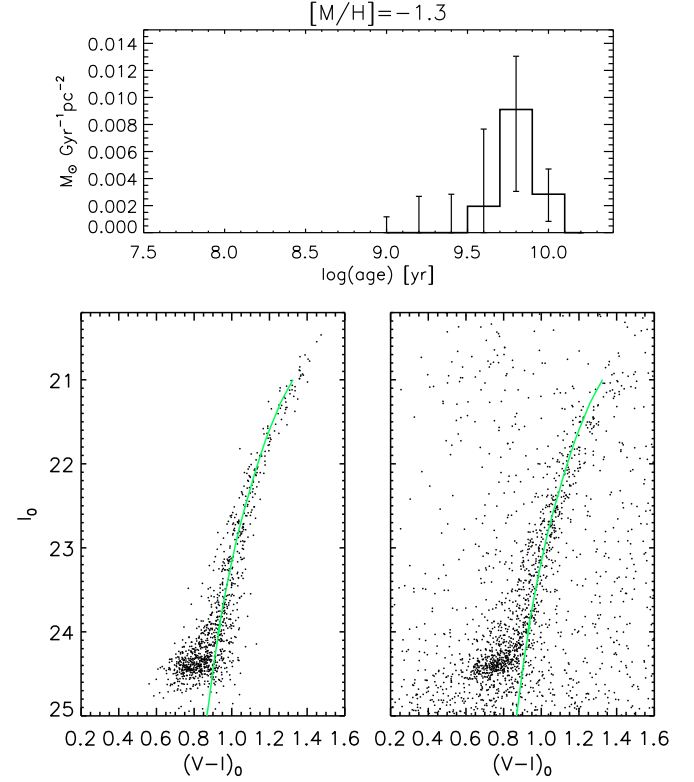 [M/H]=−1.3
M⊙ Gyr⁻¹pc⁻²
0.014
0.012
0.010
0.008
0.006
0.004
0.002
0.000
7.5 8.0 8.5 9.0 9.5 10.0
log(age) [yr]
I₀
21
22
23
24
25
0.2 0.4 0.6 0.8 1.0 1.2 1.4 1.6
(V−I)₀
0.2 0.4 0.6 0.8 1.0 1.2 1.4 1.6
(V−I)₀